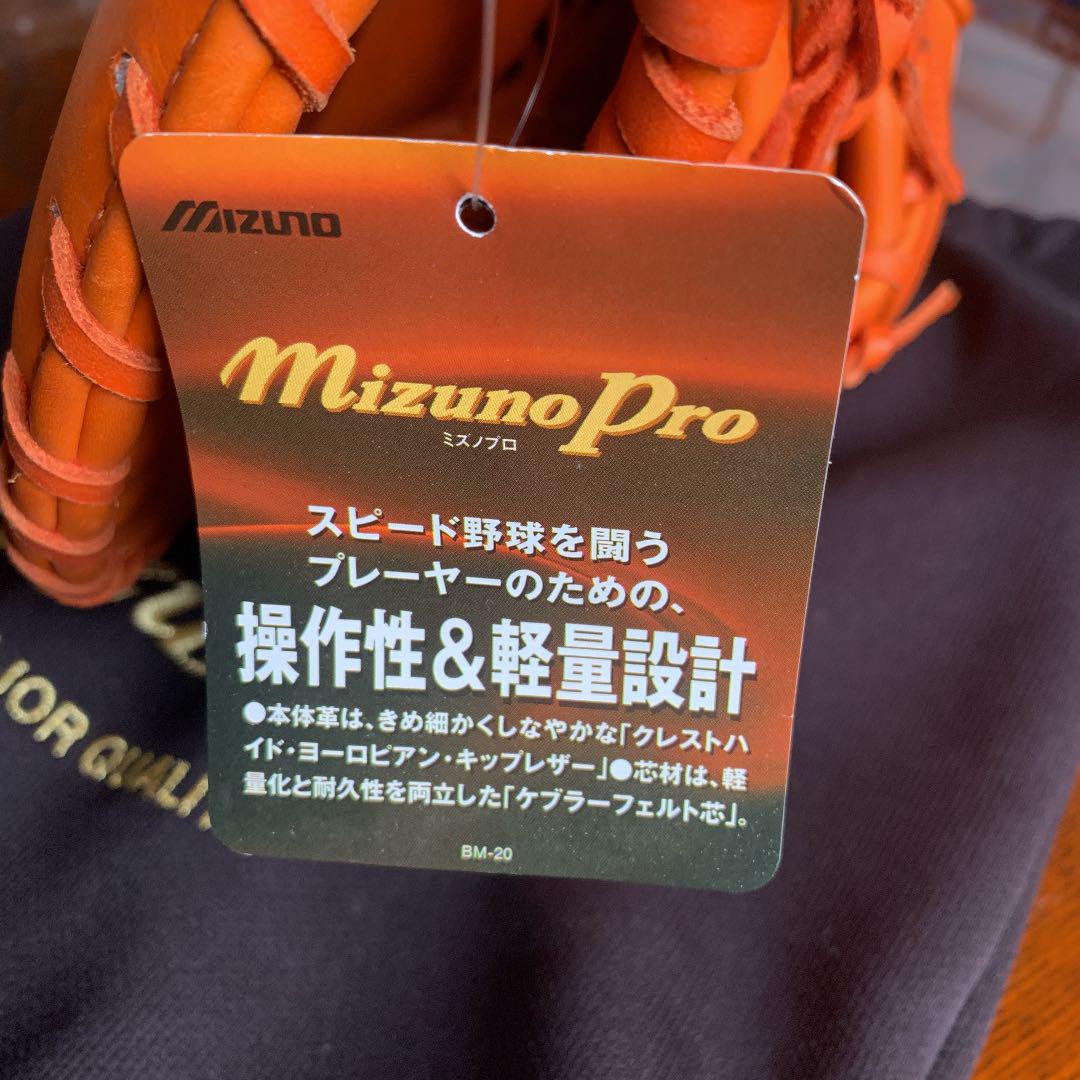 MIZUNO
MizunoPro
ミズノプロ
スピード野球を闘う
プレーヤーのための、
操作性&軽量設計
●本体革は、きめ細かくしなやかな「クレストハ
イド・ヨーロピアン・キップレザー」●芯材は、軽
量化と耐久性を両立した「ケブラーフェルト芯」。
BM-20